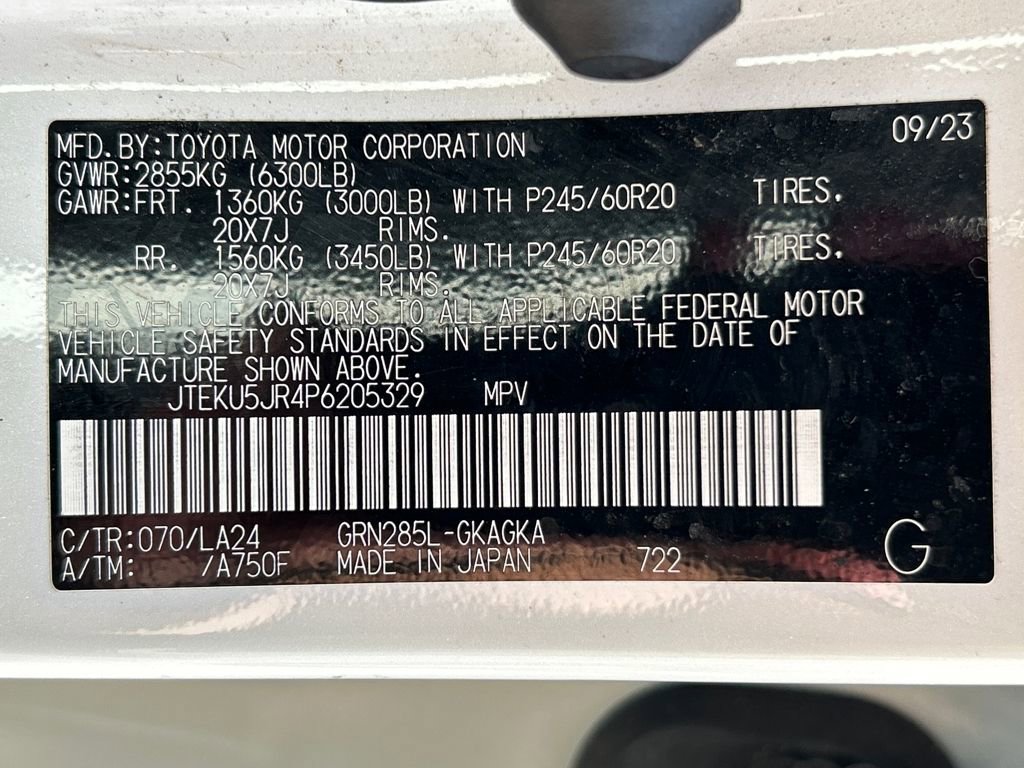 09/23
MFD.BY:TOYOTA MOTOR CORPORATION
GVWR:2855KG (6300LB)
GAWR:FRT. 1360KG (3000LB) WITH P245/60R20 TIRES.
20X7J RIMS.
RR. 1560KG (3450LB) WITH P245/60R20 TIRES.
20X7J RIMS.
THIS VEHICLE CONFORMS TO ALL APPLICABLE FEDERAL MOTOR
VEHICLE SAFETY STANDARDS IN EFFECT ON THE DATE OF
MANUFACTURE SHOWN ABOVE.
JTEKU5JR4P6205329 MPV
C/TR:070/LA24 GRN285L-GKAGKA
A/TM: /A750F MADE IN JAPAN 722 G